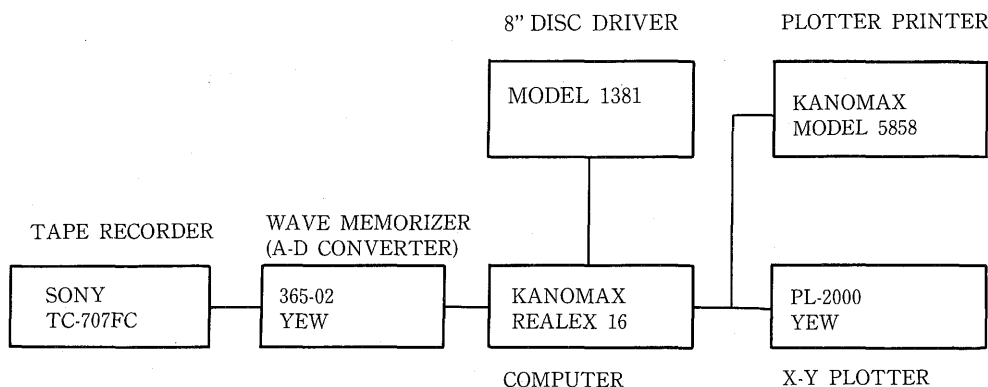 8” DISC DRIVER
MODEL 1381
PLOTTER PRINTER
KANOMAX
MODEL 5858
TAPE RECORDER
SONY
TC-707FC
WAVE MEMORIZER
(A-D CONVERTER)
365-02
YEW
KANOMAX
REALEX 16
COMPUTER
PL-2000
YEW
X-Y PLOTTER